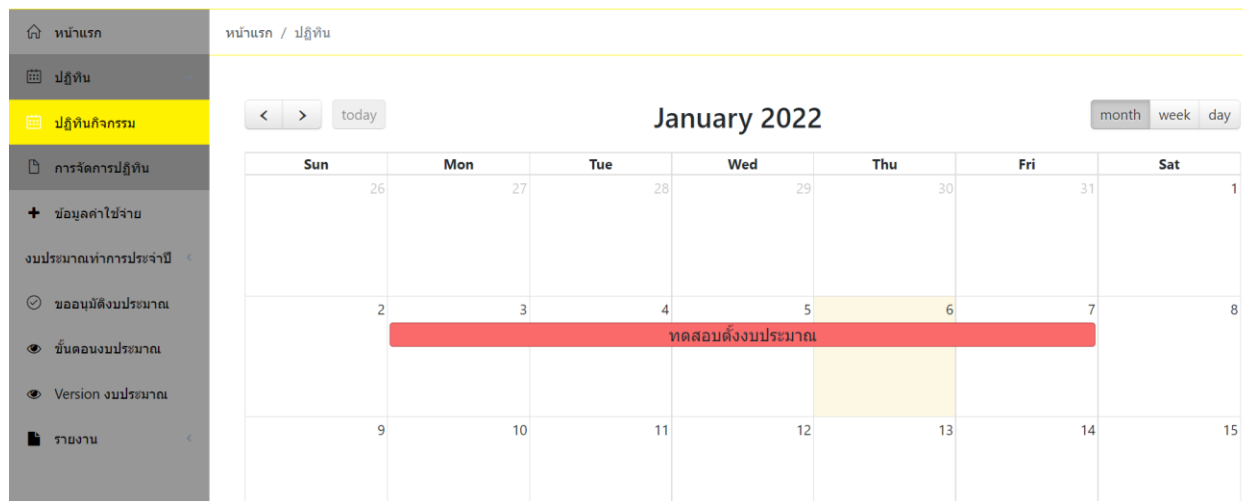 หน้าแรก
ปฏิทิน
ปฏิทินกิจกรรม
การจัดการปฏิทิน
ข้อมูลค่าใช้จ่าย
งบประมาณทำการประจำปี
ขออนุมัติงบประมาณ
ขั้นตอนงบประมาณ
Version งบประมาณ
รายงาน
หน้าแรก / ปฏิทิน
today
January 2022
month week day
Sun Mon Tue Wed Thu Fri Sat
26 27 28 29 30 31 1
2 3 4 5 6 7 8
ทดสอบตั้งงบประมาณ
9 10 11 12 13 14 15